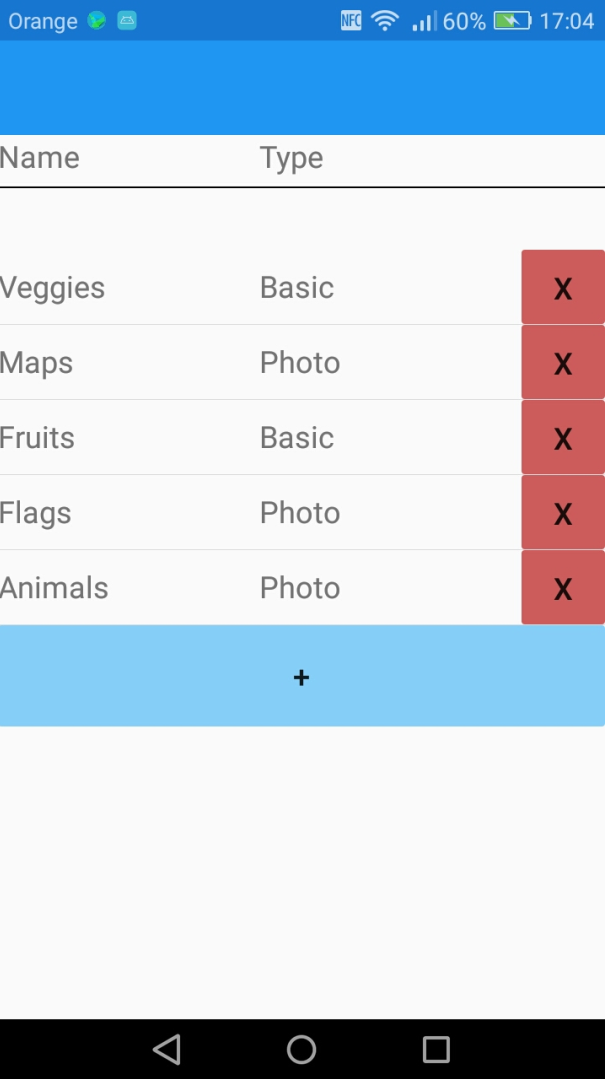 Orange NFC 60% 17:04
Name Type
Veggies Basic X
Maps Photo X
Fruits Basic X
Flags Photo X
Animals Photo X
+